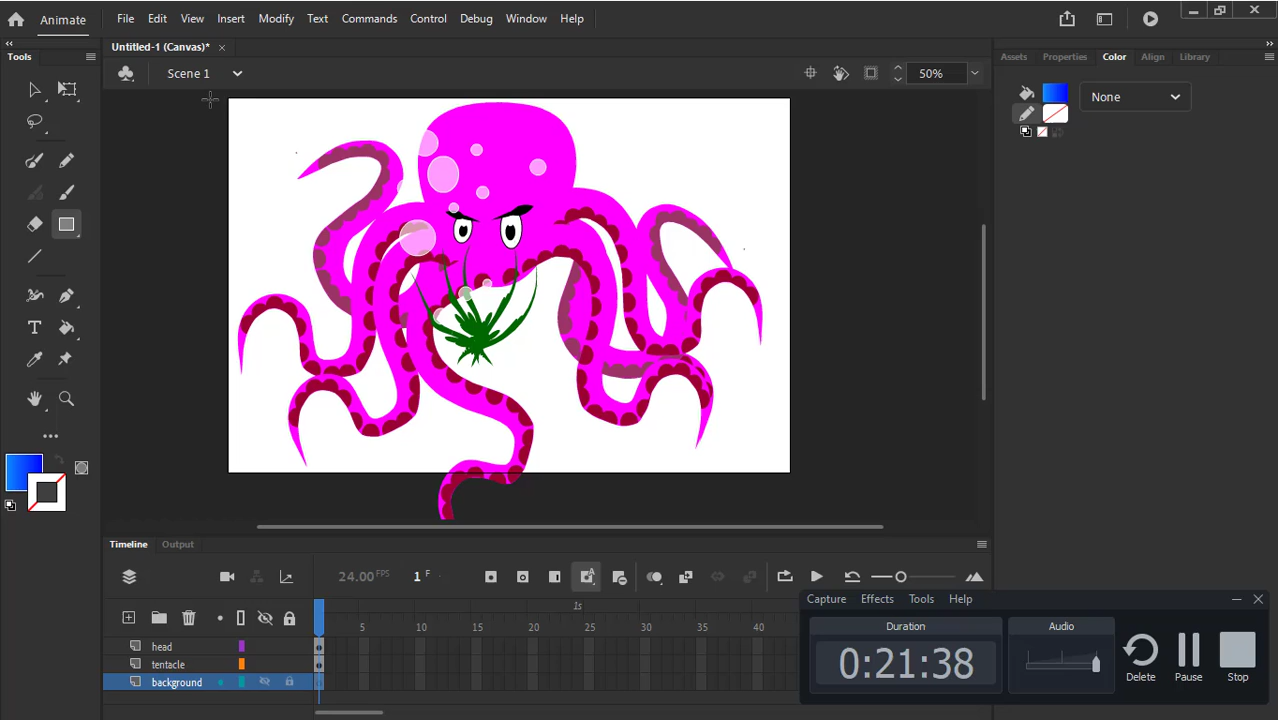 Animate File Edit View Insert Modify Text Commands Control Debug Window Help
Untitled-1 (Canvas)*
Tools
Assets Properties Color Align Library
Scene 1
50%
None
T
Timeline Output
24.00 FPS 1 F
1s
5 10 15 20 25 30 35 40
head
tentacle
background
Capture Effects Tools Help
Duration Audio
0:21:38
Delete Pause Stop